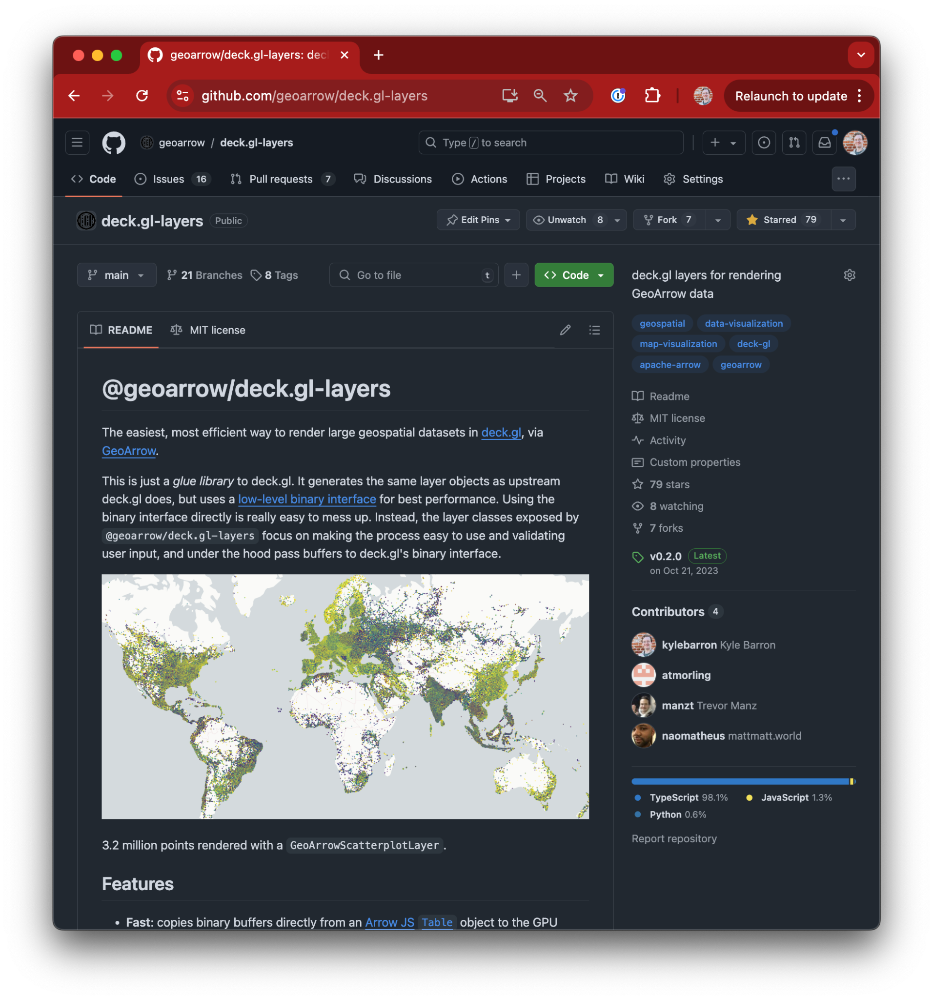 geoarrow/deck.gl-layers: dec
github.com/geoarrow/deck.gl-layers
Relaunch to update
geoarrow / deck.gl-layers
Type / to search
Code
Issues 16
Pull requests 7
Discussions
Actions
Projects
Wiki
Settings
deck.gl-layers Public
Edit Pins
Unwatch 8
Fork 7
Starred 79
main
21 Branches
8 Tags
Go to file t
Code
README
MIT license
@geoarrow/deck.gl-layers
The easiest, most efficient way to render large geospatial datasets in deck.gl, via
GeoArrow.
This is just a glue library to deck.gl. It generates the same layer objects as upstream
deck.gl does, but uses a low-level binary interface for best performance. Using the
binary interface directly is really easy to mess up. Instead, the layer classes exposed by
@geoarrow/deck.gl-layers focus on making the process easy to use and validating
user input, and under the hood pass buffers to deck.gl's binary interface.
3.2 million points rendered with a GeoArrowScatterplotLayer.
Features
• Fast: copies binary buffers directly from an Arrow JS Table object to the GPU
deck.gl layers for rendering
GeoArrow data
geospatial data-visualization
map-visualization deck-gl
apache-arrow geoarrow
Readme
MIT license
Activity
Custom properties
79 stars
8 watching
7 forks
v0.2.0 Latest
on Oct 21, 2023
Contributors 4
kylebarron Kyle Barron
atmorling
manzt Trevor Manz
naomatheus mattmatt.world
TypeScript 98.1% JavaScript 1.3%
Python 0.6%
Report repository